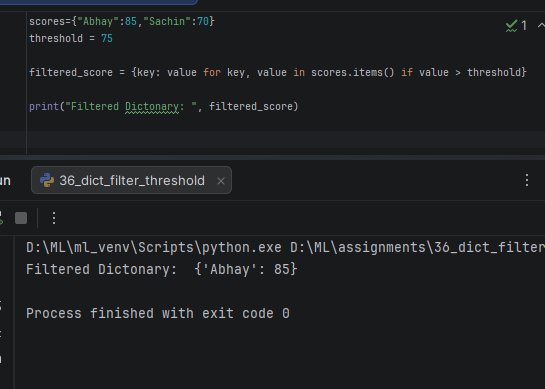 scores={"Abhay":85,"Sachin":70}
threshold = 75
filtered_score = {key: value for key, value in scores.items() if value > threshold}
print("Filtered Dictonary: ", filtered_score)
1
36_dict_filter_threshold
D:\ML\ml_venv\Scripts\python.exe D:\ML\assignments\36_dict_filter
Filtered Dictonary:  {'Abhay': 85}
Process finished with exit code 0